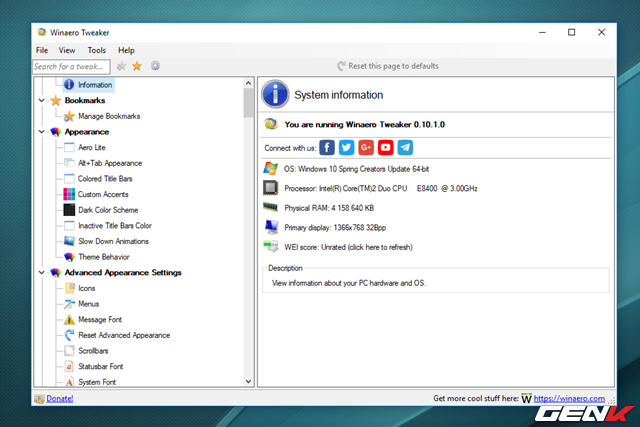 Winaero Tweaker
File View Tools Help
Search for a tweak...
Reset this page to defaults
Information
Bookmarks
Manage Bookmarks
Appearance
Aero Lite
Alt+Tab Appearance
Colored Title Bars
Custom Accents
Dark Color Scheme
Inactive Title Bars Color
Slow Down Animations
Theme Behavior
Advanced Appearance Settings
Icons
Menus
Message Font
Reset Advanced Appearance
Scrollbars
Statusbar Font
System Font
System information
You are running Winaero Tweaker 0.10.1.0
Connect with us:
OS: Windows 10 Spring Creators Update 64-bit
Processor: Intel(R) Core(TM)2 Duo CPU E8400 @ 3.00GHz
Physical RAM: 4 158 640 KB
Primary display: 1366x768 32Bpp
WEI score: Unrated (click here to refresh)
Description
View information about your PC hardware and OS.
Donate!
Get more cool stuff here: W https://winaero.com
GENK